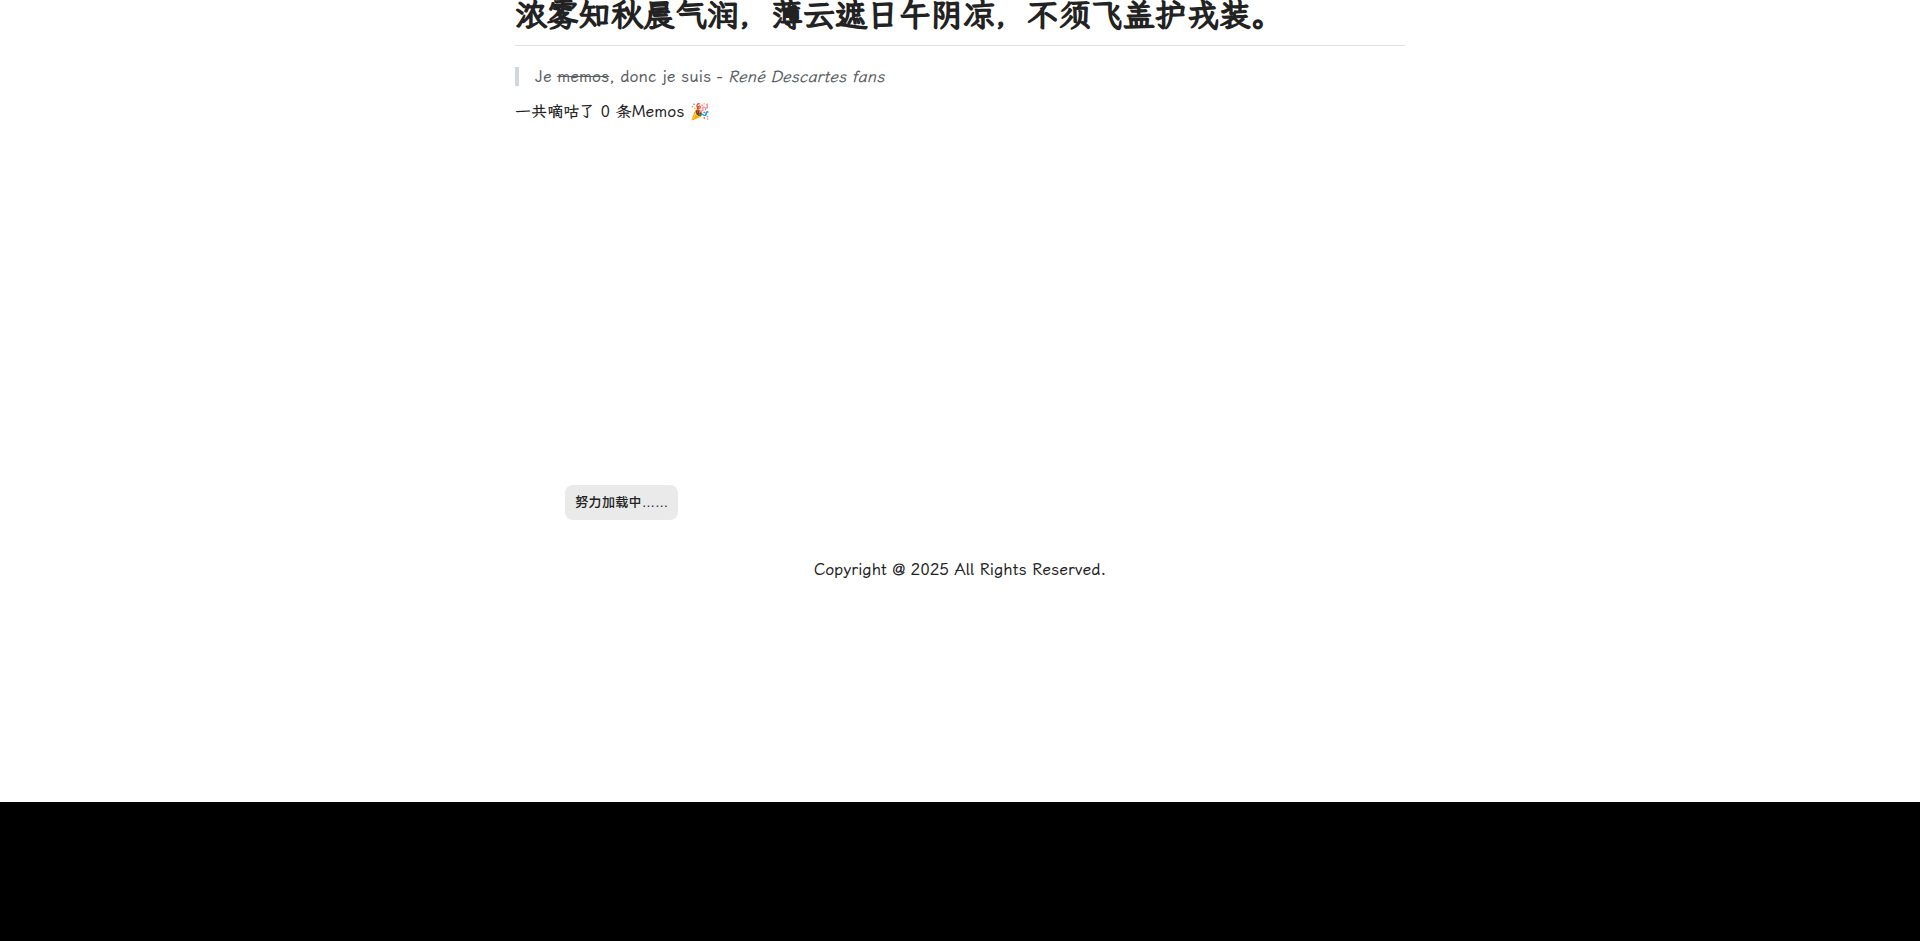 浓雾知秋晨气润，薄云遮日午阴凉，不须飞盖护戎装。
Je memos, donc je suis - René Descartes fans
一共嘀咕了 0 条Memos 🎉
努力加载中……
Copyright @ 2025 All Rights Reserved.